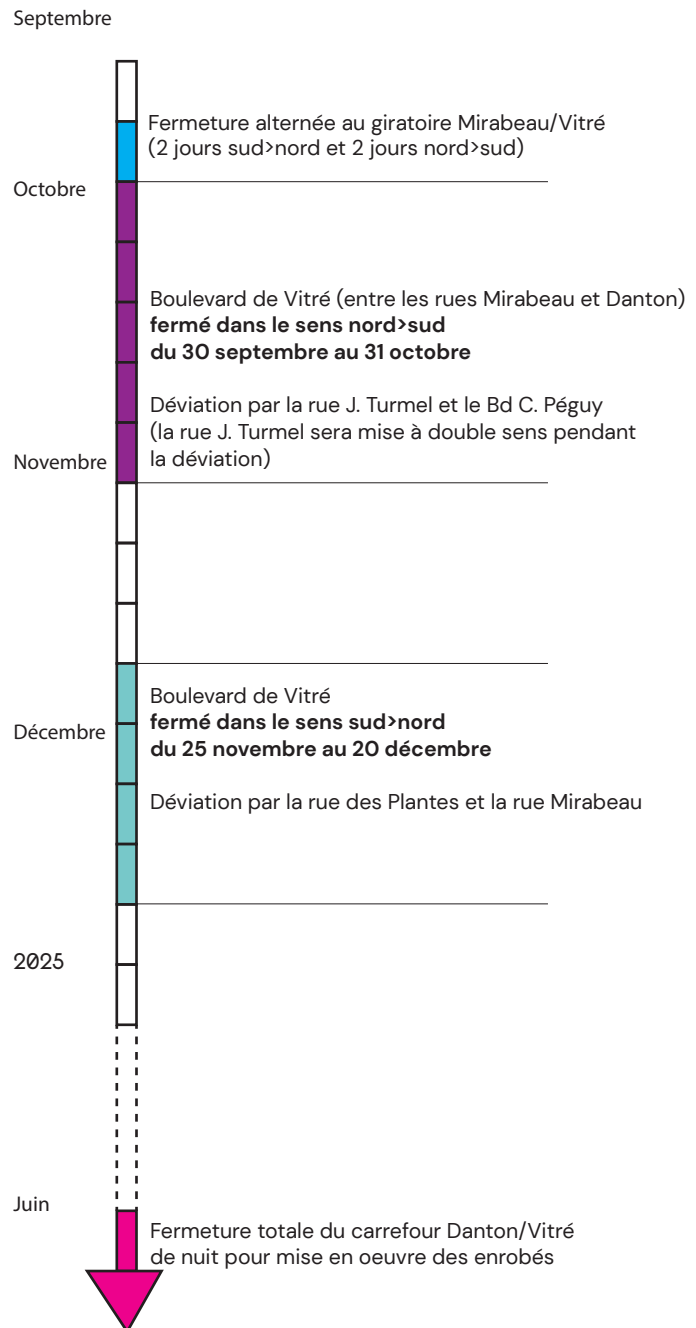 Septembre
Fermeture alternée au giratoire Mirabeau/Vitré
(2 jours sud>nord et 2 jours nord>sud)
Octobre
Boulevard de Vitré (entre les rues Mirabeau et Danton)
fermé dans le sens nord>sud
du 30 septembre au 31 octobre
Déviation par la rue J. Turmel et le Bd C. Péguy
(la rue J. Turmel sera mise à double sens pendant
la déviation)
Novembre
Boulevard de Vitré
fermé dans le sens sud>nord
Décembre
du 25 novembre au 20 décembre
Déviation par la rue des Plantes et la rue Mirabeau
2025
Juin
Fermeture totale du carrefour Danton/Vitré
de nuit pour mise en oeuvre des enrobés